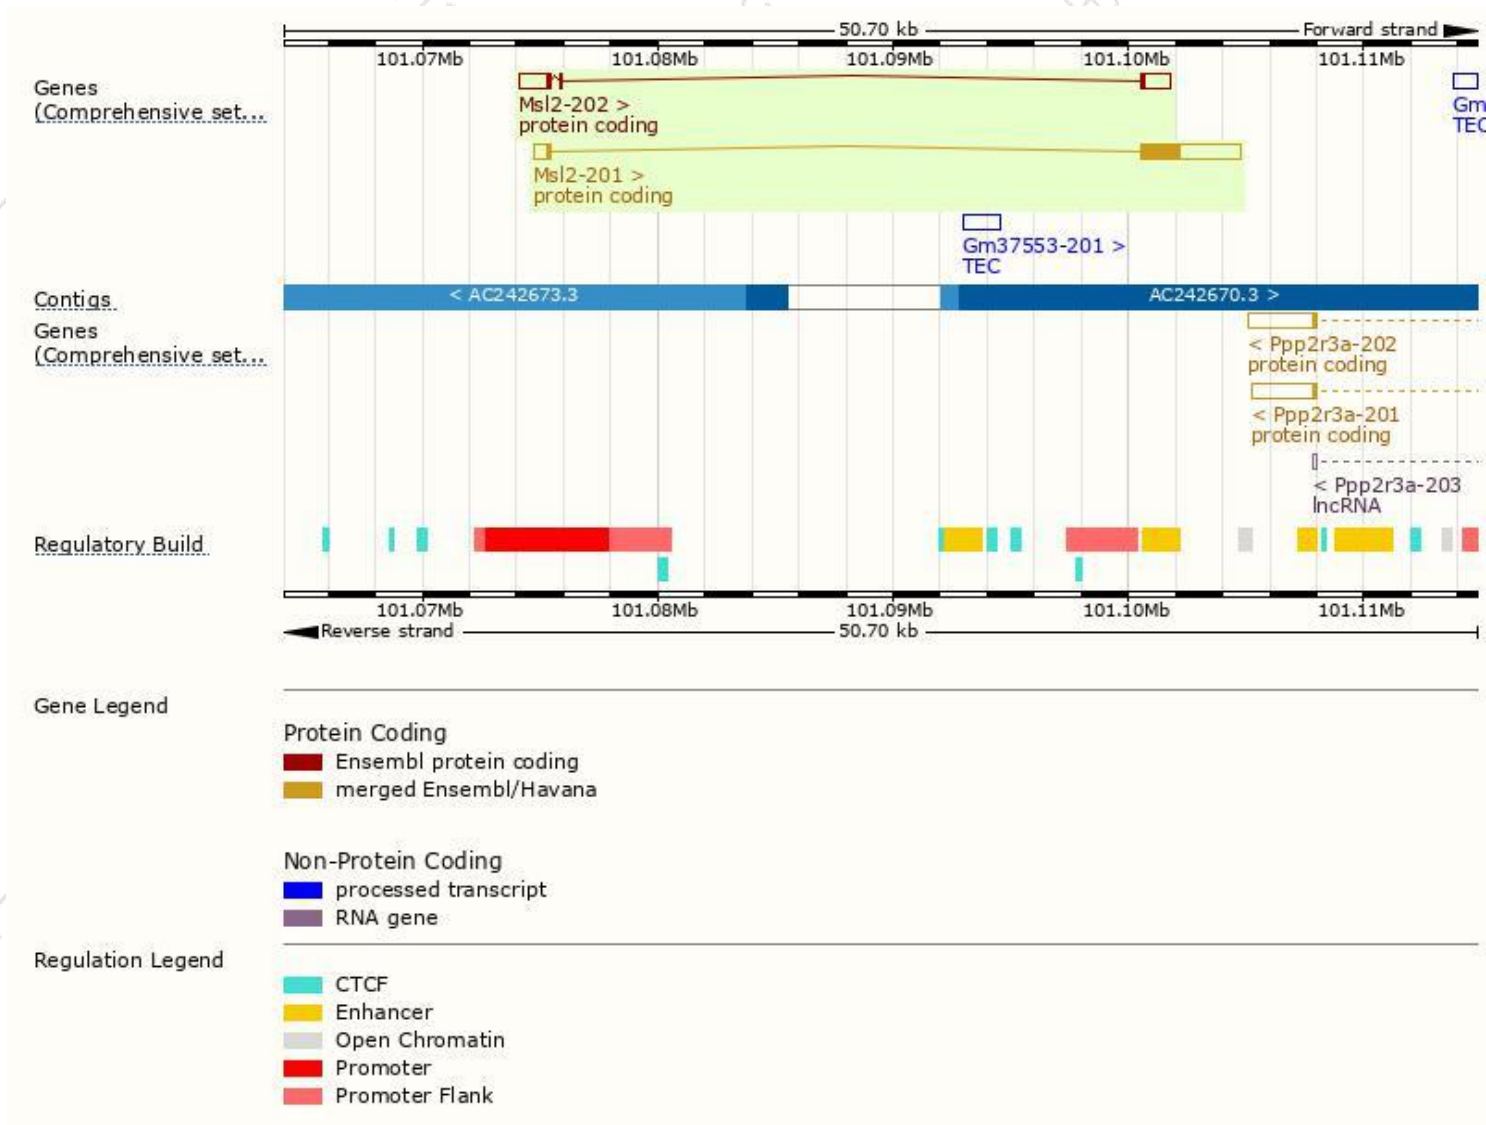 50.70 kb Forward strand
101.07Mb 101.08Mb 101.09Mb 101.10Mb 101.11Mb
Genes
(Comprehensive set...
Msl2-202 >
protein coding
Gm
TEC
Msl2-201 >
protein coding
Gm37553-201 >
TEC
Contigs
< AC242673.3 AC242670.3 >
Genes
(Comprehensive set...
< Ppp2r3a-202
protein coding
< Ppp2r3a-201
protein coding
< Ppp2r3a-203
lncRNA
Regulatory Build
101.07Mb 101.08Mb 101.09Mb 101.10Mb 101.11Mb
Reverse strand 50.70 kb
Gene Legend
Protein Coding
Ensembl protein coding
merged Ensembl/Havana
Non-Protein Coding
processed transcript
RNA gene
Regulation Legend
CTCF
Enhancer
Open Chromatin
Promoter
Promoter Flank